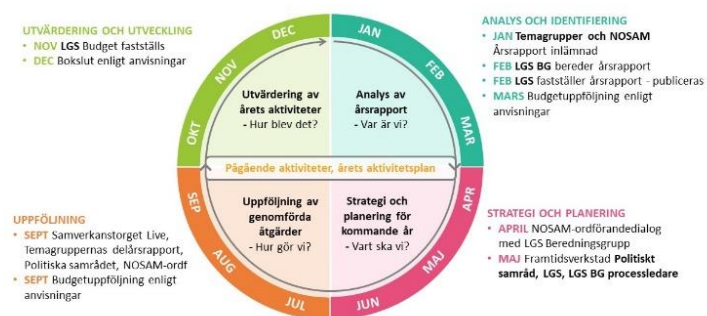 UTVÄRDERING OCH UTVECKLING
• NOV LGS Budget fastställs
• DEC Bokslut enligt anvisningar
ANALYS OCH IDENTIFIERING
• JAN Temagrupper och NOSAM
Årsrapport inlämnad
• FEB LGS BG bereder årsrapport
• FEB LGS fastställer årsrapport - publiceras
• MARS Budgetuppföljning enligt
anvisningar
OKT
NOV
DEC
JAN
FEB
MAR
Utvärdering av
årets aktiviteter
- Hur blev det?
Analys av
årsrapport
- Var är vi?
Pågående aktiviteter, årets aktivitetsplan
Uppföljning av
genomförda
åtgärder
- Hur gör vi?
Strategi och
planering för
kommande år
- Vart ska vi?
SEP
AUG
JUL
JUN
MAJ
APR
UPPFÖLJNING
• SEPT Samverkanstorget Live,
Temagruppernas delårsrapport,
Politiska samrådet, NOSAM-ordf
• SEPT Budgetuppföljning enligt
anvisningar
STRATEGI OCH PLANERING
• APRIL NOSAM-ordförandedialog
med LGS Beredningsgrupp
• MAJ Framtidsverkstad Politiskt
samråd, LGS, LGS BG processledare